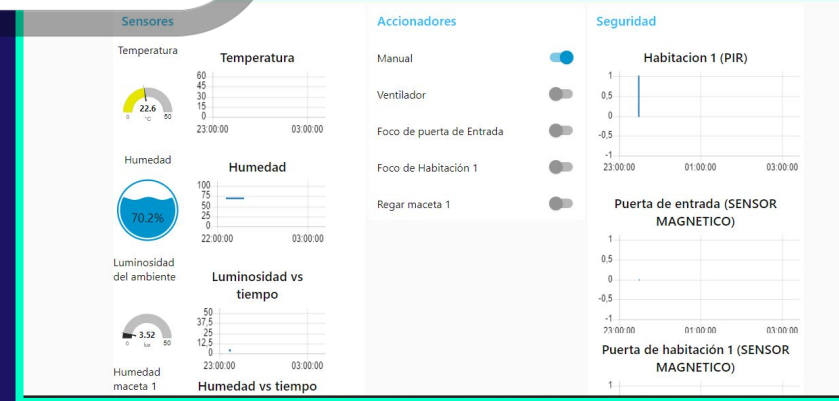 Sensores
Temperatura
22.6
0 °C 50
Temperatura
60
45
30
15
0
23:00:00 03:00:00
Humedad
70.2%
Humedad
100
75
50
25
0
22:00:00 03:00:00
Luminosidad
del ambiente
3.52
0 lux 50
Luminosidad vs
tiempo
50
37,5
25
12,5
0
23:00:00 03:00:00
Humedad
maceta 1
Humedad vs tiempo
Accionadores
Manual
Ventilador
Foco de puerta de Entrada
Foco de Habitación 1
Regar maceta 1
Seguridad
Habitacion 1 (PIR)
1
0,5
0
-0,5
-1
23:00:00 01:00:00 03:00:00
Puerta de entrada (SENSOR
MAGNETICO)
1
0,5
0
-0,5
-1
23:00:00 01:00:00 03:00:00
Puerta de habitación 1 (SENSOR
MAGNETICO)
1